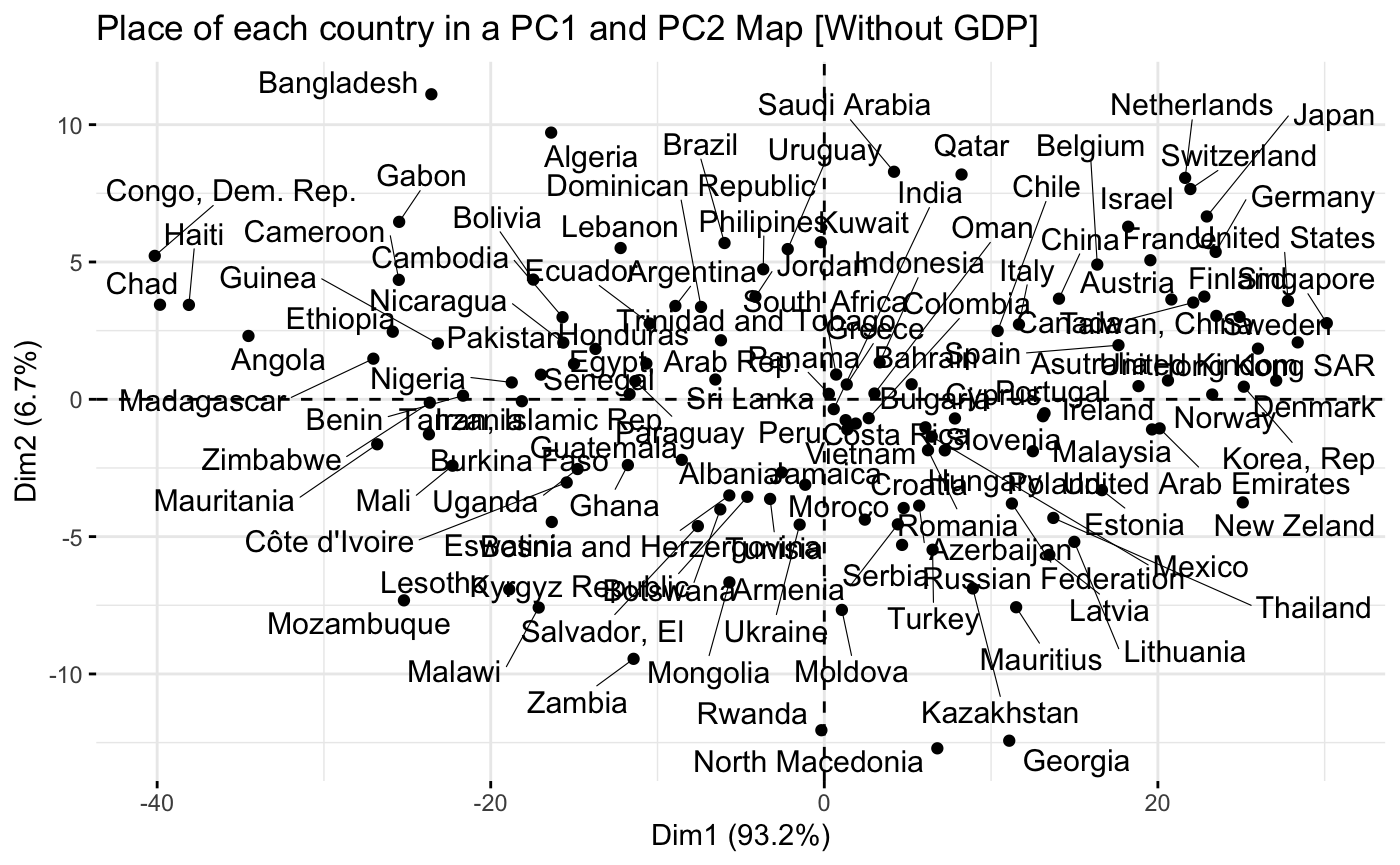 Place of each country in a PC1 and PC2 Map [Without GDP]
Bangladesh
Saudi Arabia
Netherlands
Japan
10
Algeria
Brazil
Uruguay
Qatar
Belgium
Switzerland
Congo, Dem. Rep.
Gabon
Dominican Republic
India
Chile
Israel
Germany
Haiti
Cameroon
Bolivia
Lebanon
Philipines
Kuwait
Oman
China
France
United States
5
Chad
Guinea
Cambodia
Ecuador
Argentina
Jordan
Indonesia
Italy
Austria
Finland
Singapore
Ethiopia
Nicaragua
Trinidad and Tobago
South Africa
Colombia
Canada
Taiwan, China
Sweden
Angola
Pakistan
Honduras
Greece
Nigeria
Egypt, Arab Rep.
Panama
Bahrain
Spain
Asutralia
United Kingdom
Hong Kong SAR
Senegal
0
Madagascar
Sri Lanka
Bulgaria
Cyprus
Portugal
Benin
Tanzania
Iran, Islamic Rep.
Paraguay
Peru
Costa Rica
Ireland
Norway
Denmark
Zimbabwe
Burkina Faso
Guatemala
Vietnam
Slovenia
Malaysia
Korea, Rep
Mauritania
Mali
Uganda
Ghana
Albania
Jamaica
Moroco
Croatia
Hungary
Poland
United Arab Emirates
-5
Côte d'Ivoire
Eswatini
Bosnia and Herzergovina
Tunisia
Romania
Azerbaijan
Estonia
New Zeland
Lesotho
Kyrgyz Republic
Botswana
Armenia
Serbia
Russian Federation
Mexico
Mozambuque
Salvador, El
Ukraine
Turkey
Latvia
Thailand
-10
Malawi
Mongolia
Moldova
Mauritius
Lithuania
Zambia
Rwanda
Kazakhstan
North Macedonia
Georgia
-40
-20
0
20
Dim1 (93.2%)
Dim2 (6.7%)